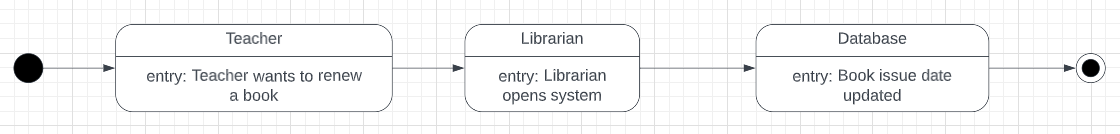 Teacher
entry: Teacher wants to renew
a book
Librarian
entry: Librarian
opens system
Database
entry: Book issue date
updated